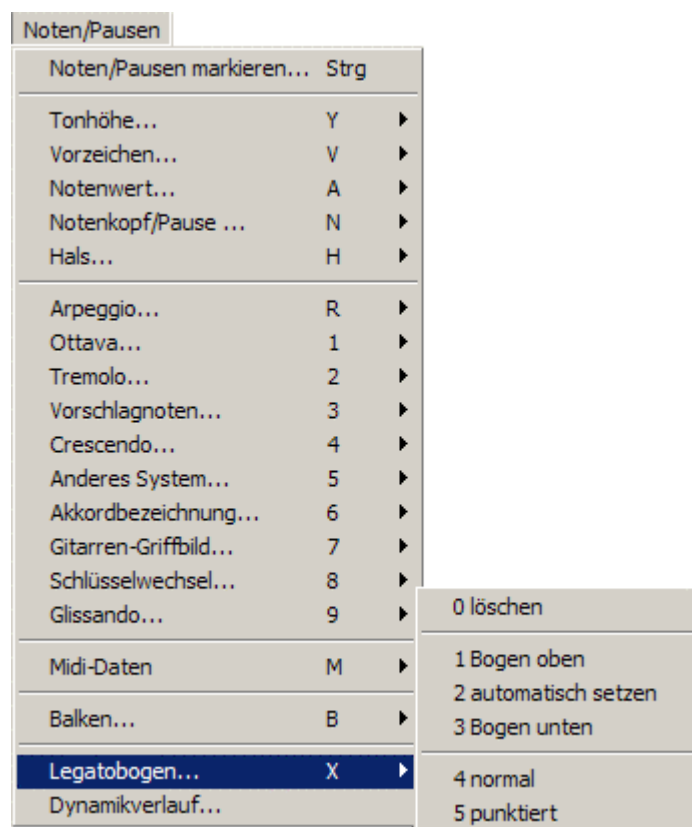 Noten/Pausen
Noten/Pausen markieren... Strg
Tonhöhe... Y
Vorzeichen... V
Notenwert... A
Notenkopf/Pause ... N
Hals... H
Arpeggio... R
Ottava... 1
Tremolo... 2
Vorschlagnoten... 3
Crescendo... 4
Anderes System... 5
Akkordbezeichnung... 6
Gitarren-Griffbild... 7
Schlüsselwechsel... 8
Glissando... 9
Midi-Daten M
Balken... B
Legatobogen... X
Dynamikverlauf...
0 löschen
1 Bogen oben
2 automatisch setzen
3 Bogen unten
4 normal
5 punktiert